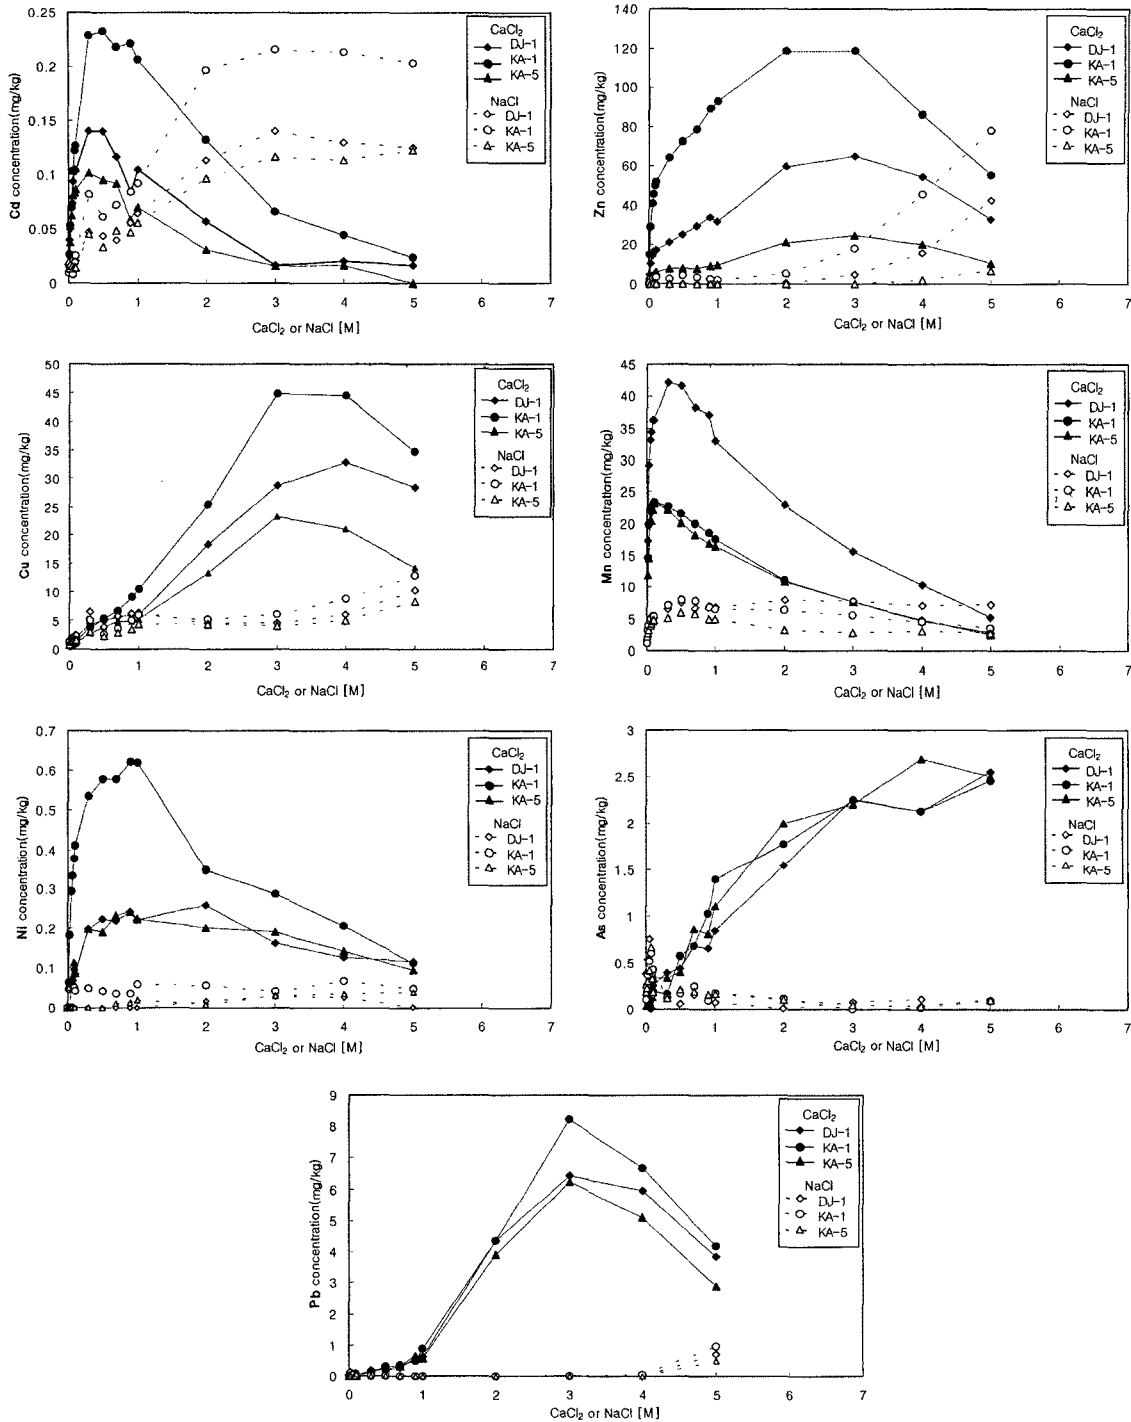 Cd concentration(mg/kg)
0.25
0.2
0.15
0.1
0.05
0
0 1 2 3 4 5 6 7
CaCl₂ or NaCl [M]
CaCl₂
DJ-1
KA-1
KA-5
NaCl
DJ-1
KA-1
KA-5
Zn concentration(mg/kg)
140
120
100
80
60
40
20
0
0 1 2 3 4 5 6 7
CaCl₂ or NaCl [M]
CaCl₂
DJ-1
KA-1
KA-5
NaCl
DJ-1
KA-1
KA-5
Cu concentration(mg/kg)
50
45
40
35
30
25
20
15
10
5
0
0 1 2 3 4 5 6 7
CaCl₂ or NaCl [M]
CaCl₂
DJ-1
KA-1
KA-5
NaCl
DJ-1
KA-1
KA-5
Mn concentration(mg/kg)
45
40
35
30
25
20
15
10
5
0
0 1 2 3 4 5 6 7
CaCl₂ or NaCl [M]
CaCl₂
DJ-1
KA-1
KA-5
NaCl
DJ-1
KA-1
KA-5
Ni concentration(mg/kg)
0.7
0.6
0.5
0.4
0.3
0.2
0.1
0
0 1 2 3 4 5 6 7
CaCl₂ or NaCl [M]
CaCl₂
DJ-1
KA-1
KA-5
NaCl
DJ-1
KA-1
KA-5
As concentration(mg/kg)
3
2.5
2
1.5
1
0.5
0
0 1 2 3 4 5 6 7
CaCl₂ or NaCl [M]
CaCl₂
DJ-1
KA-1
KA-5
NaCl
DJ-1
KA-1
KA-5
Pb concentration(mg/kg)
9
8
7
6
5
4
3
2
1
0
0 1 2 3 4 5 6 7
CaCl₂ or NaCl [M]
CaCl₂
DJ-1
KA-1
KA-5
NaCl
DJ-1
KA-1
KA-5